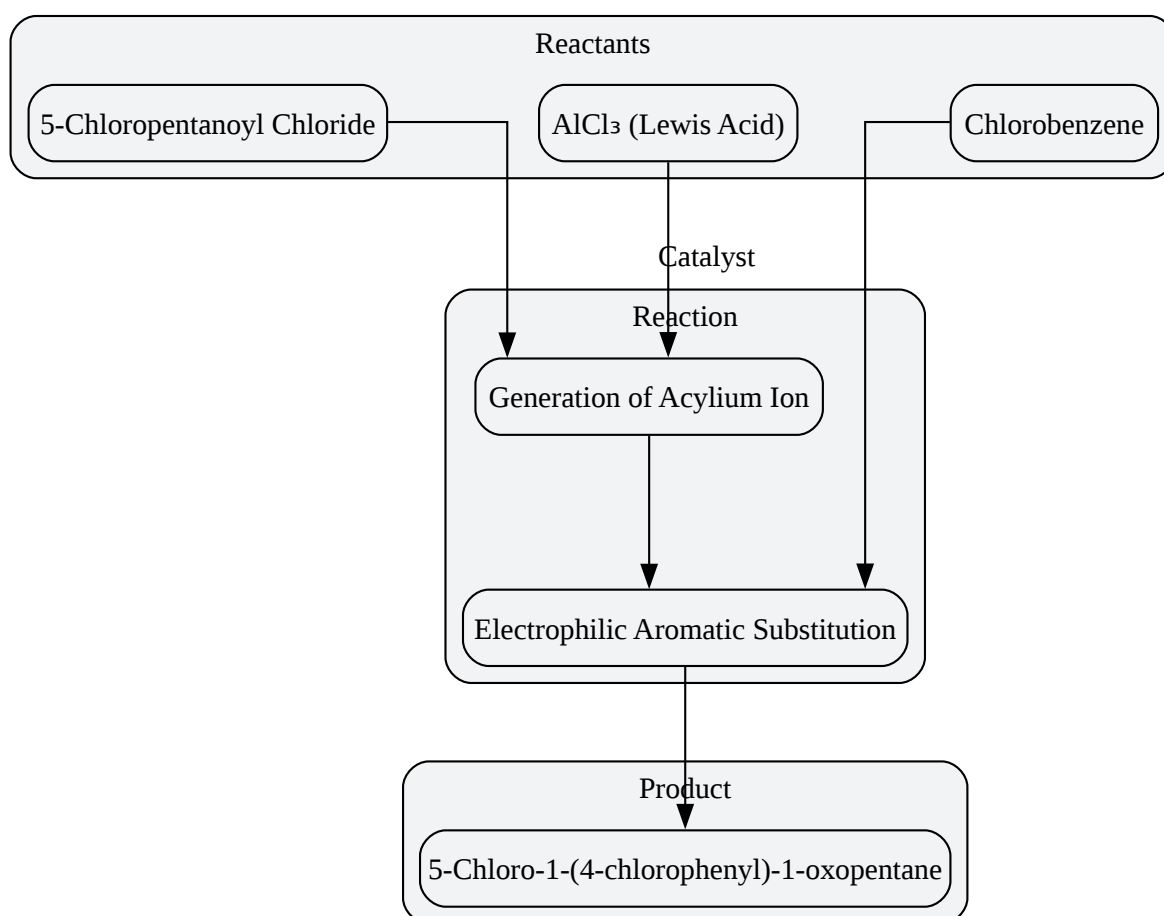 Reactants
5-Chloropentanoyl Chloride
AlCl₃ (Lewis Acid)
Chlorobenzene
Catalyst
Reaction
Generation of Acylium Ion
Electrophilic Aromatic Substitution
Product
5-Chloro-1-(4-chlorophenyl)-1-oxopentane